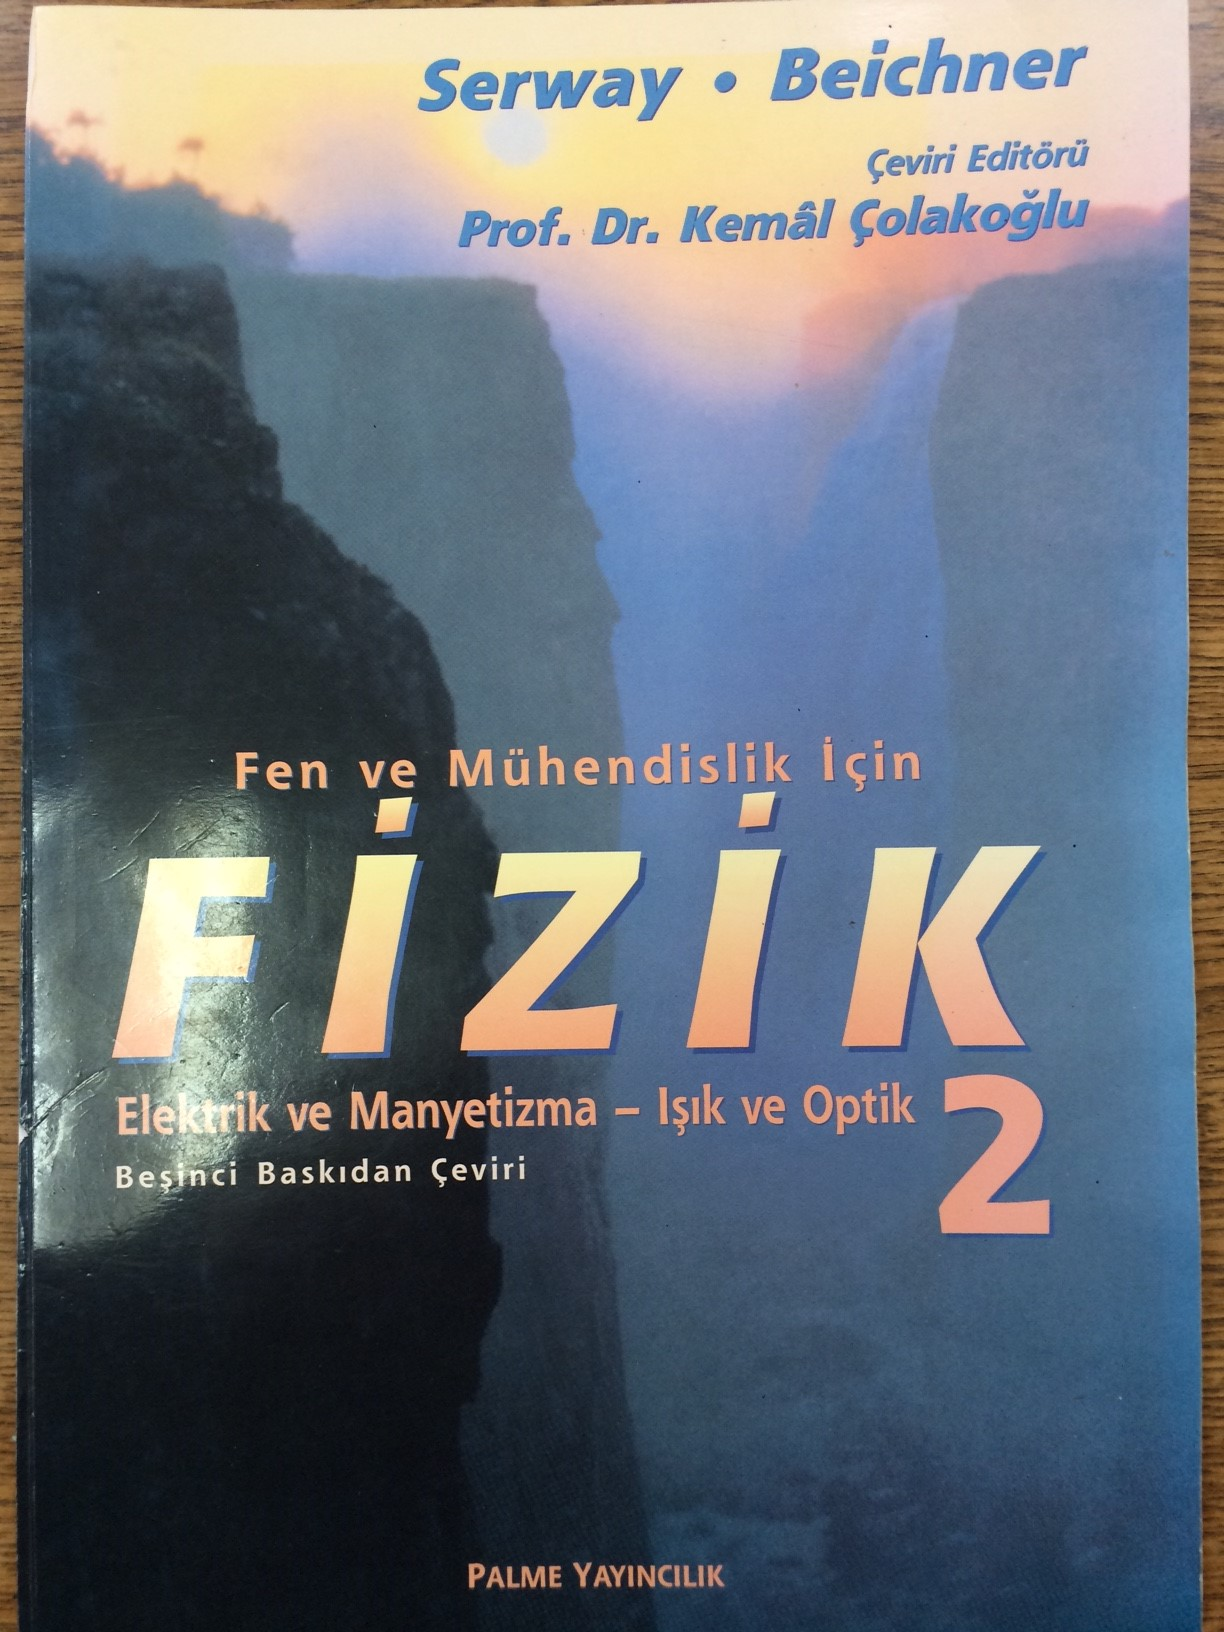 Serway • Beichner
Çeviri Editörü
Prof. Dr. Kemâl Çolakoğlu
Fen ve Mühendislik İçin
FİZİK
Elektrik ve Manyetizma – Işık ve Optik 2
Beşinci Baskıdan Çeviri
PALME YAYINCILIK